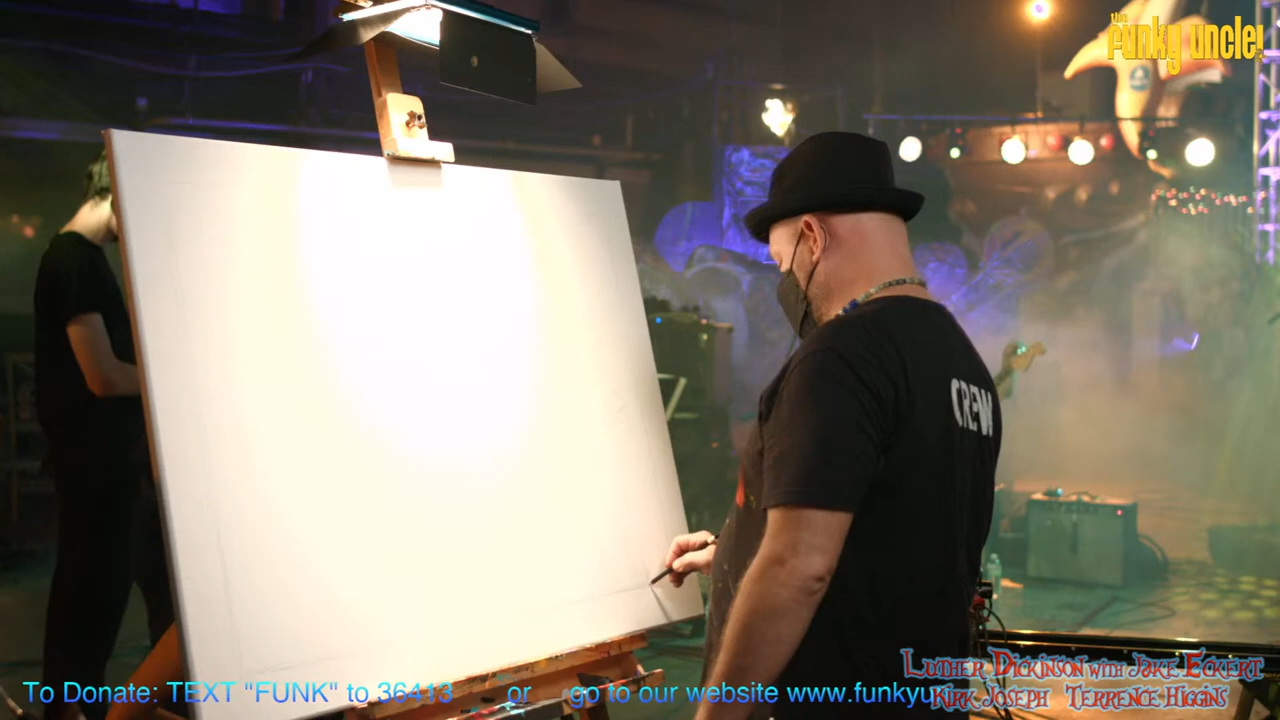 the
funky uncle!
CREW
LUTHER DICKINSON WITH JAKE ECKERT
KIRK JOSEPH TERRENCE HIGGINS
To Donate: TEXT "FUNK" to 36413 or go to our website www.funkyu